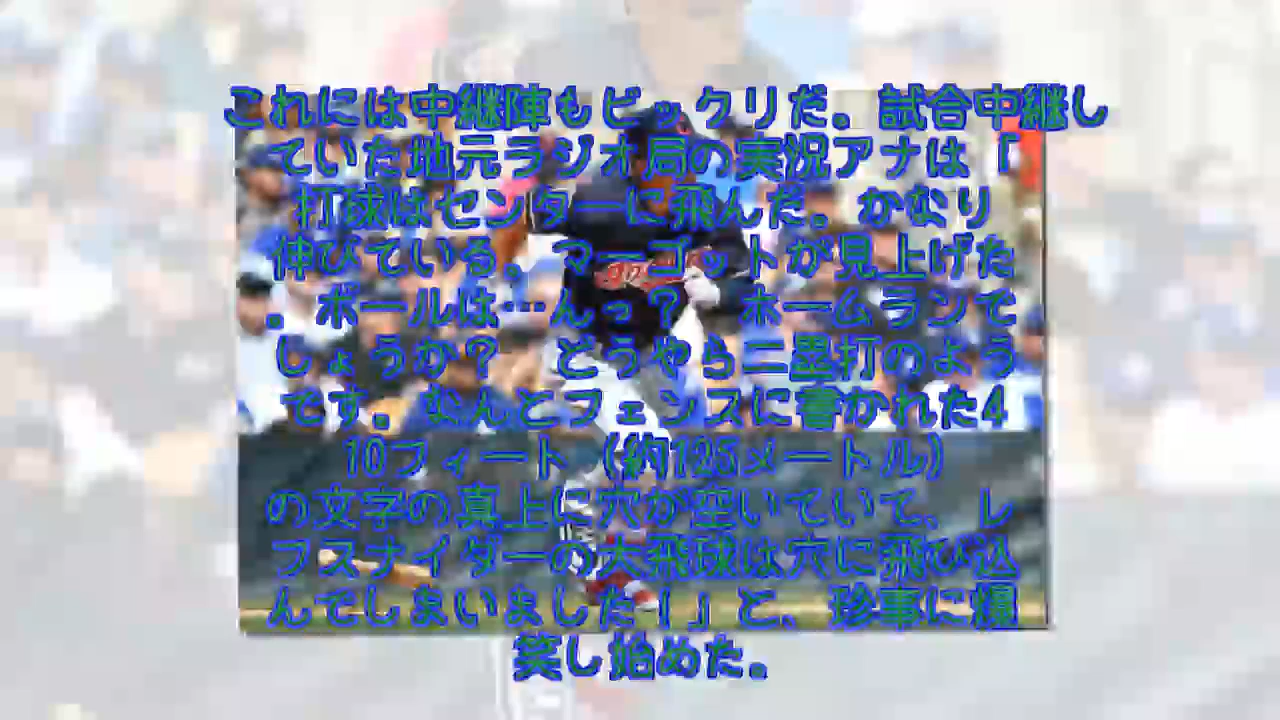 これには中継陣もビックリだ。試合中継し
ていた地元ラジオ局の実況アナは「
打球はセンターに飛んだ。かなり
伸びている。マーゴットが見上げた
。ボールは…んっ？　ホームランで
しょうか？　どうやら二塁打のよう
です。なんとフェンスに書かれた4
10フィート（約125メートル）
の文字の真上に穴が空いていて、レ
フスナイダーの大飛球は穴に飛び込
んでしまいました！」と、珍事に爆
笑し始めた。